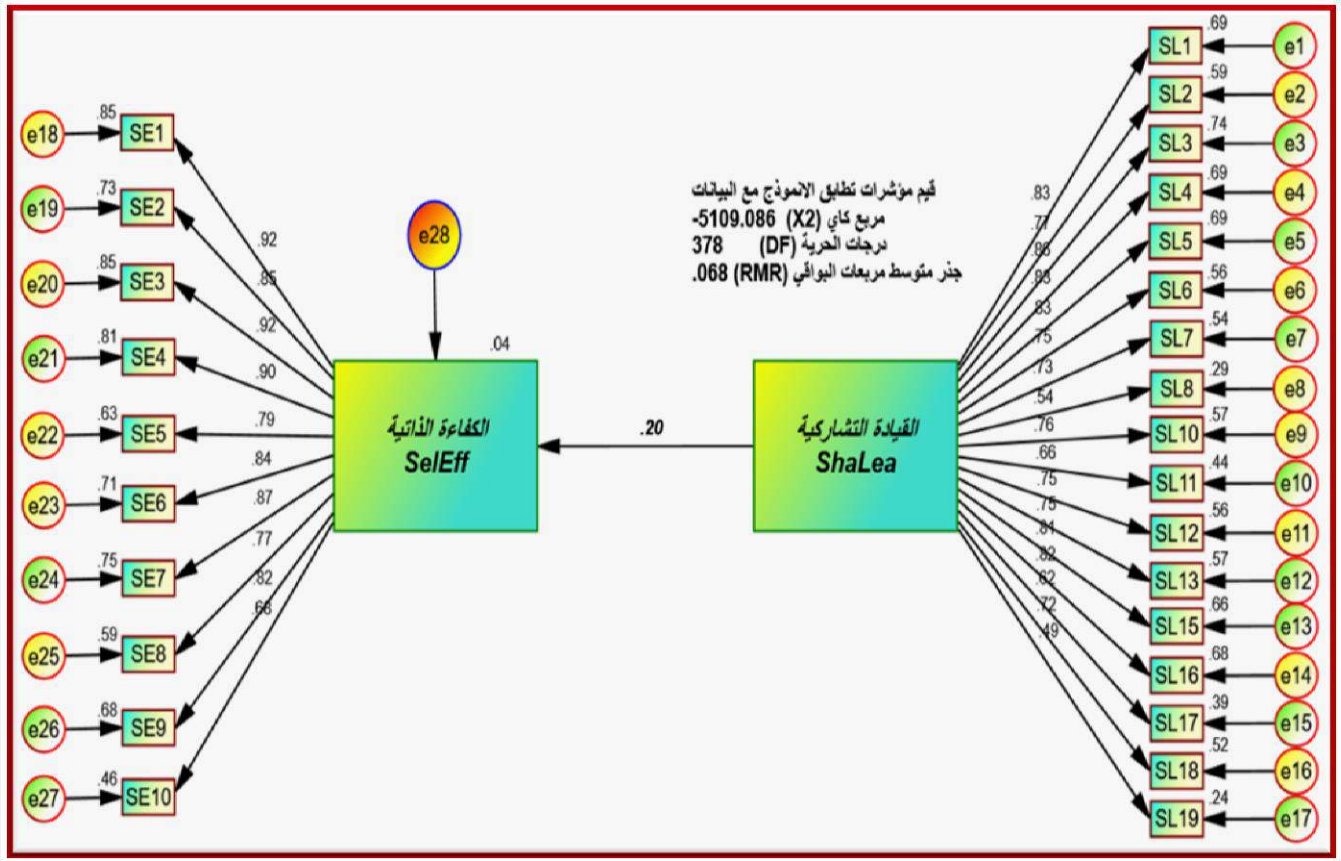 قيم مؤشرات تطابق الانموذج مع البيانات
مربع كاي (X2) 5109.086-
درجات الحرية (DF) 378
جذر متوسط مربعات البواقي (RMR) .068
e18 .85 SE1
e19 .73 SE2
e20 .85 SE3
e21 .81 SE4
e22 .63 SE5
e23 .71 SE6
e24 .75 SE7
e25 .59 SE8
e26 .68 SE9
e27 .46 SE10
.92
.85
.92
.90
.79
.84
.87
.77
.82
.68
e28
.04
الكفاءة الذاتية
SelEff
.20
القيادة التشاركية
ShaLea
.83
.77
.86
.83
.83
.75
.73
.54
.76
.66
.75
.75
.81
.82
.62
.72
.49
SL1 .69 e1
SL2 .59 e2
SL3 .74 e3
SL4 .69 e4
SL5 .69 e5
SL6 .56 e6
SL7 .54 e7
SL8 .29 e8
SL10 .57 e9
SL11 .44 e10
SL12 .56 e11
SL13 .57 e12
SL15 .66 e13
SL16 .68 e14
SL17 .39 e15
SL18 .52 e16
SL19 .24 e17